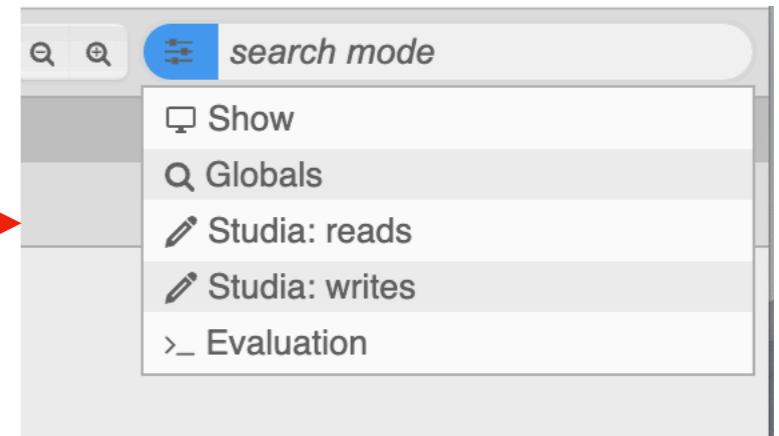 search mode
Show
Globals
Studia: reads
Studia: writes
>_ Evaluation